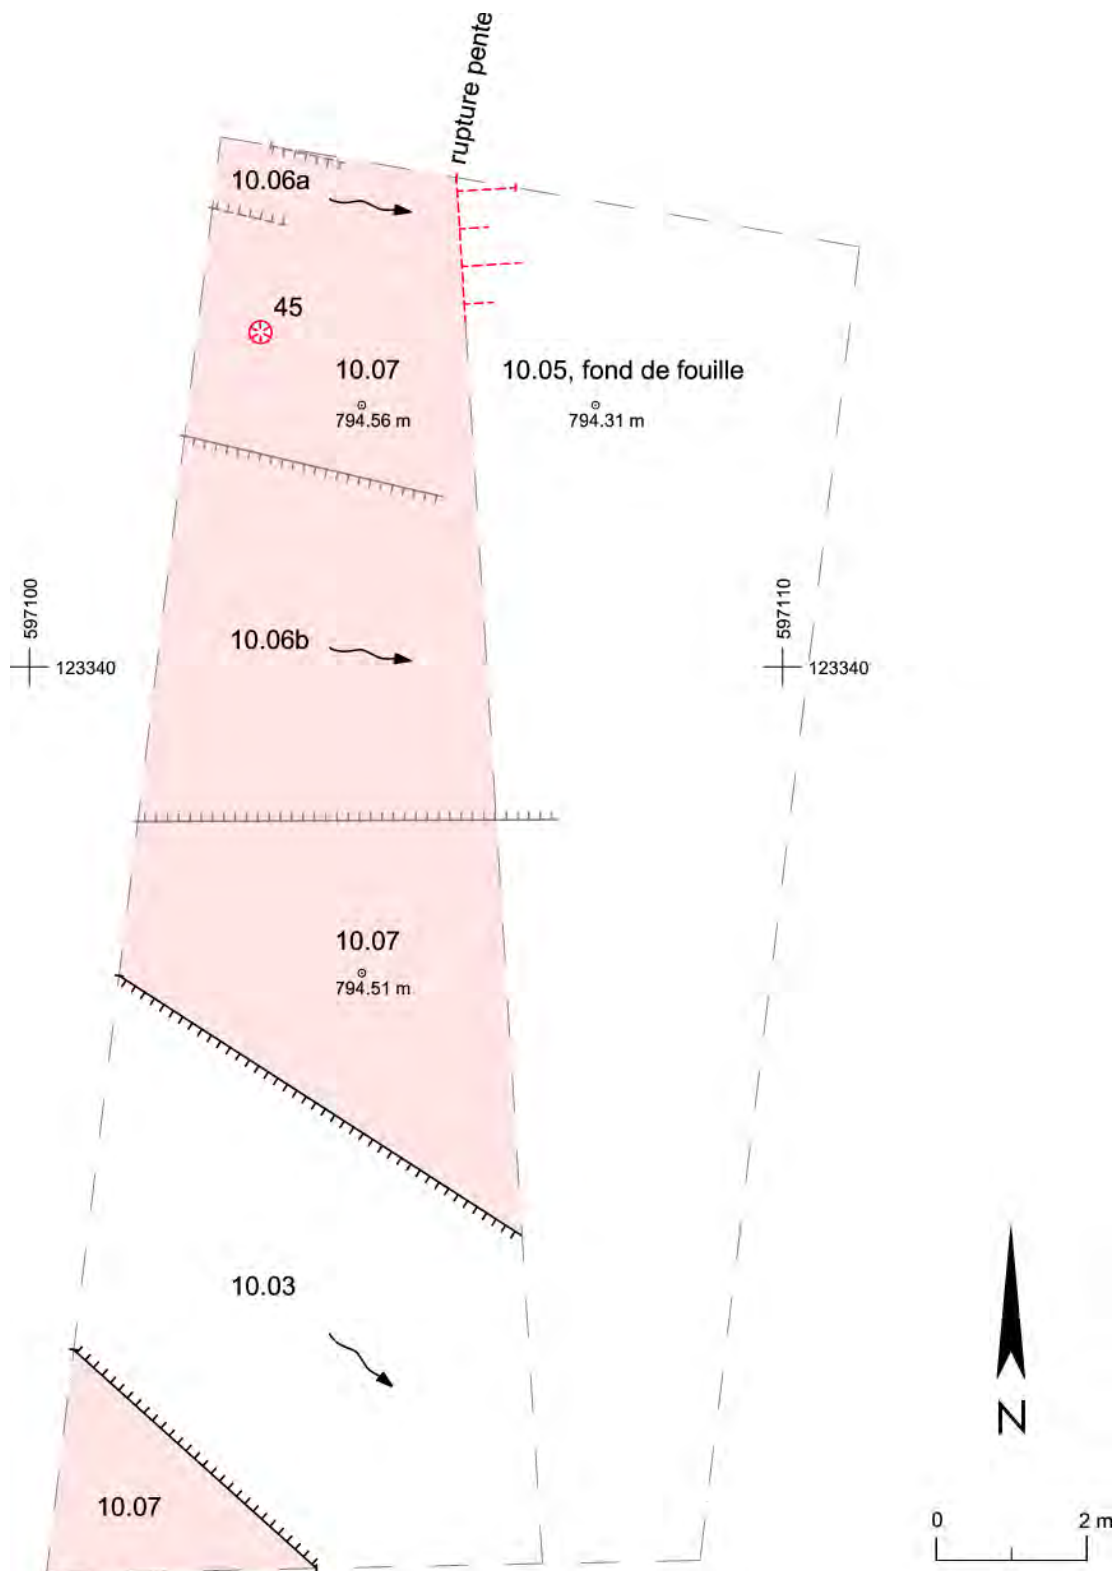 rupture pente
10.06a
45
10.07
794.56 m
10.05, fond de fouille
794.31 m
10.06b
597100
123340
597110
123340
10.07
794.51 m
10.03
10.07
N
0 2 m